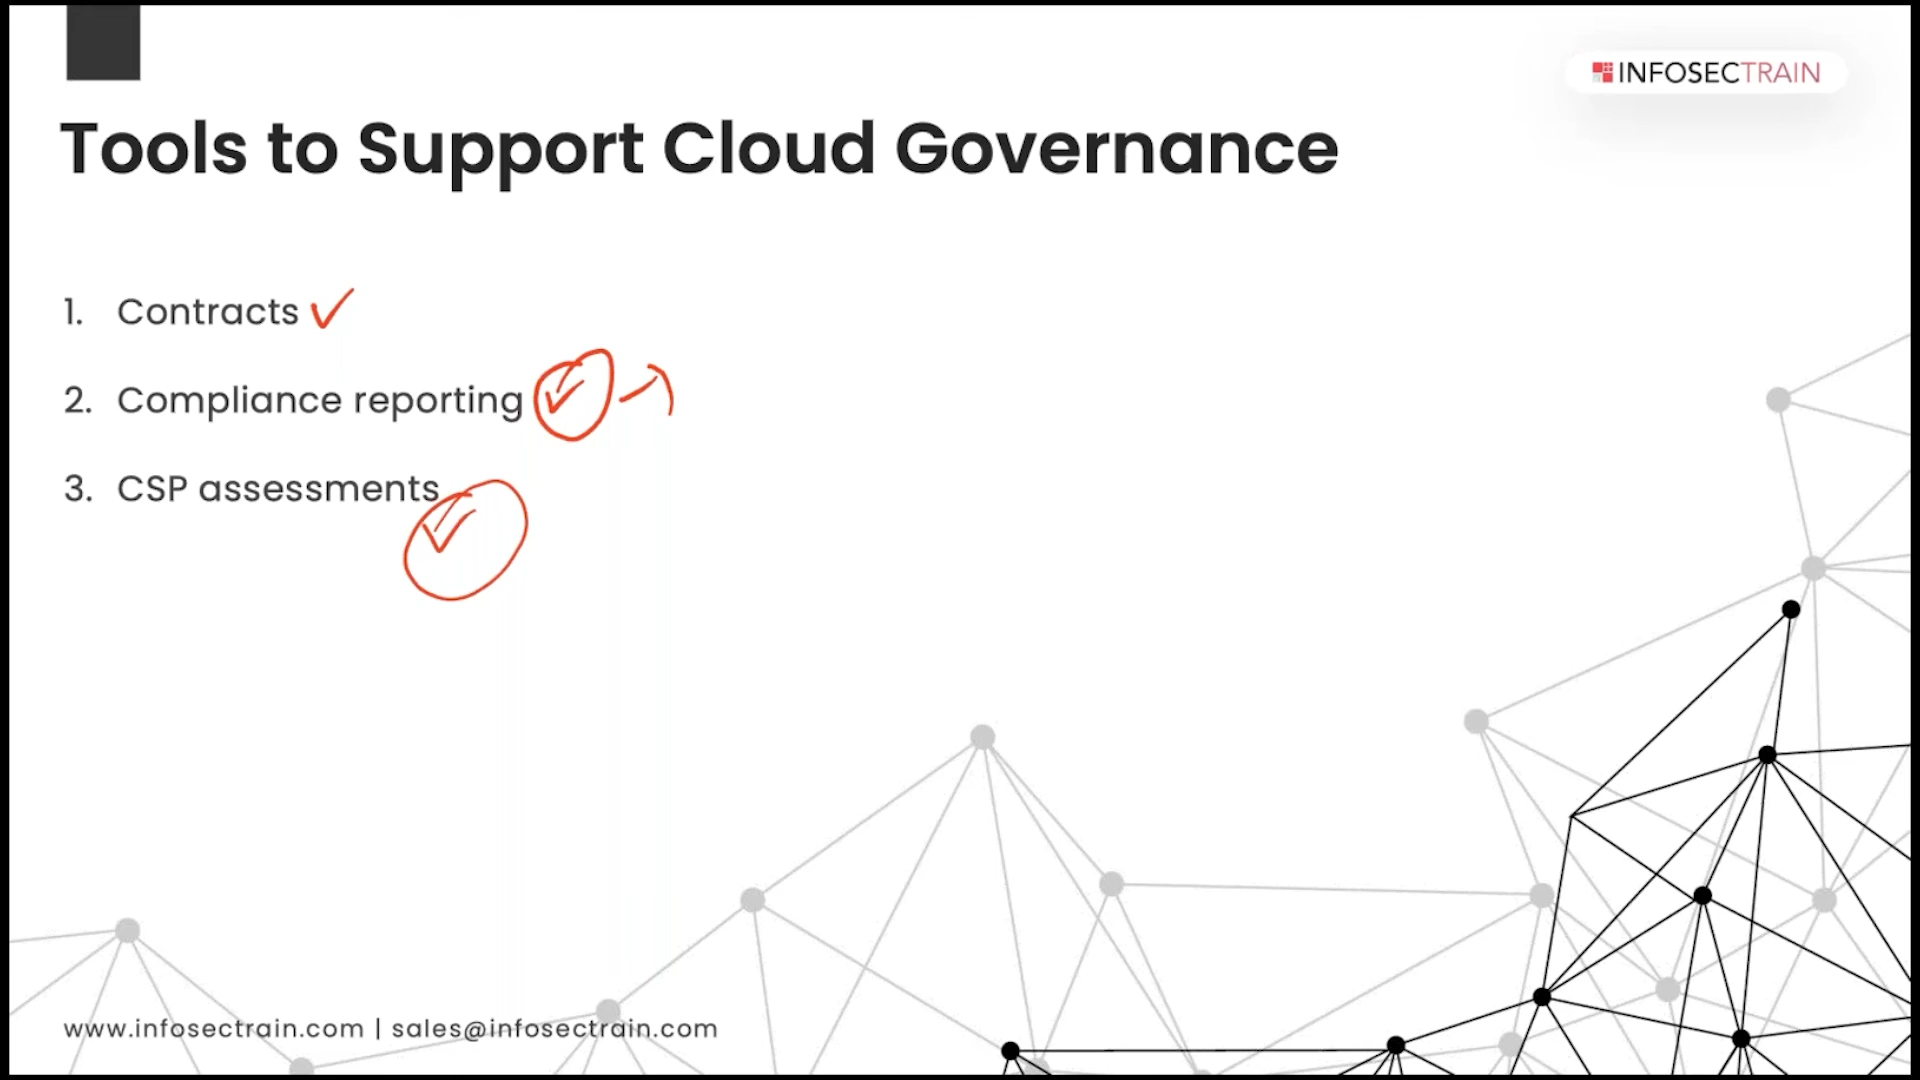 INFOSECTRAIN
Tools to Support Cloud Governance
1. Contracts
2. Compliance reporting
3. CSP assessments
www.infosectrain.com | sales@infosectrain.com